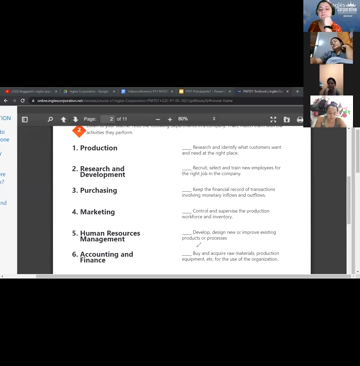 online.inglescorporation.net
Page: 2 of 11
80%
2
activities they perform.
1. Production
____ Research and identify what customers want
and need at the right place.
2. Research and
Development
____ Recruit, select and train new employees for
the right job in the company.
3. Purchasing
____ Keep the financial record of transactions
involving monetary inflows and outflows.
4. Marketing
____ Control and supervise the production
workforce and inventory.
5. Human Resources
Management
____ Develop, design new or improve existing
products or processes
6. Accounting and
Finance
____ Buy and acquire raw materials, production
equipment, etc. for the use of the organization.